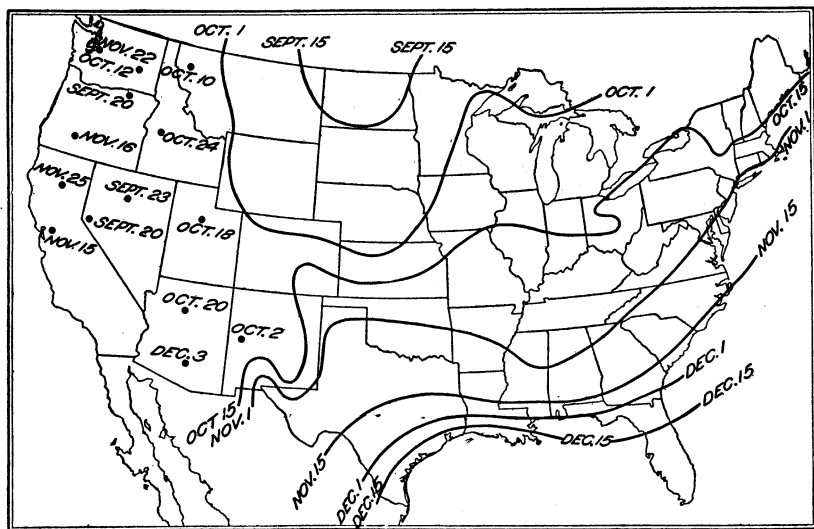 OCT. 1
SEPT. 15
SEPT. 15
NOV. 22
OCT. 12
OCT. 10
OCT. 1
SEPT. 20
OCT. 15
NOV. 16
OCT. 24
NOV. 1
NOV. 25
SEPT. 23
SEPT. 20
OCT. 18
NOV. 15
NOV. 15
OCT. 20
OCT. 2
DEC. 3
DEC. 1
DEC. 15
OCT 15
NOV. 1
DEC. 15
NOV. 15
DEC. 1
DEC. 15